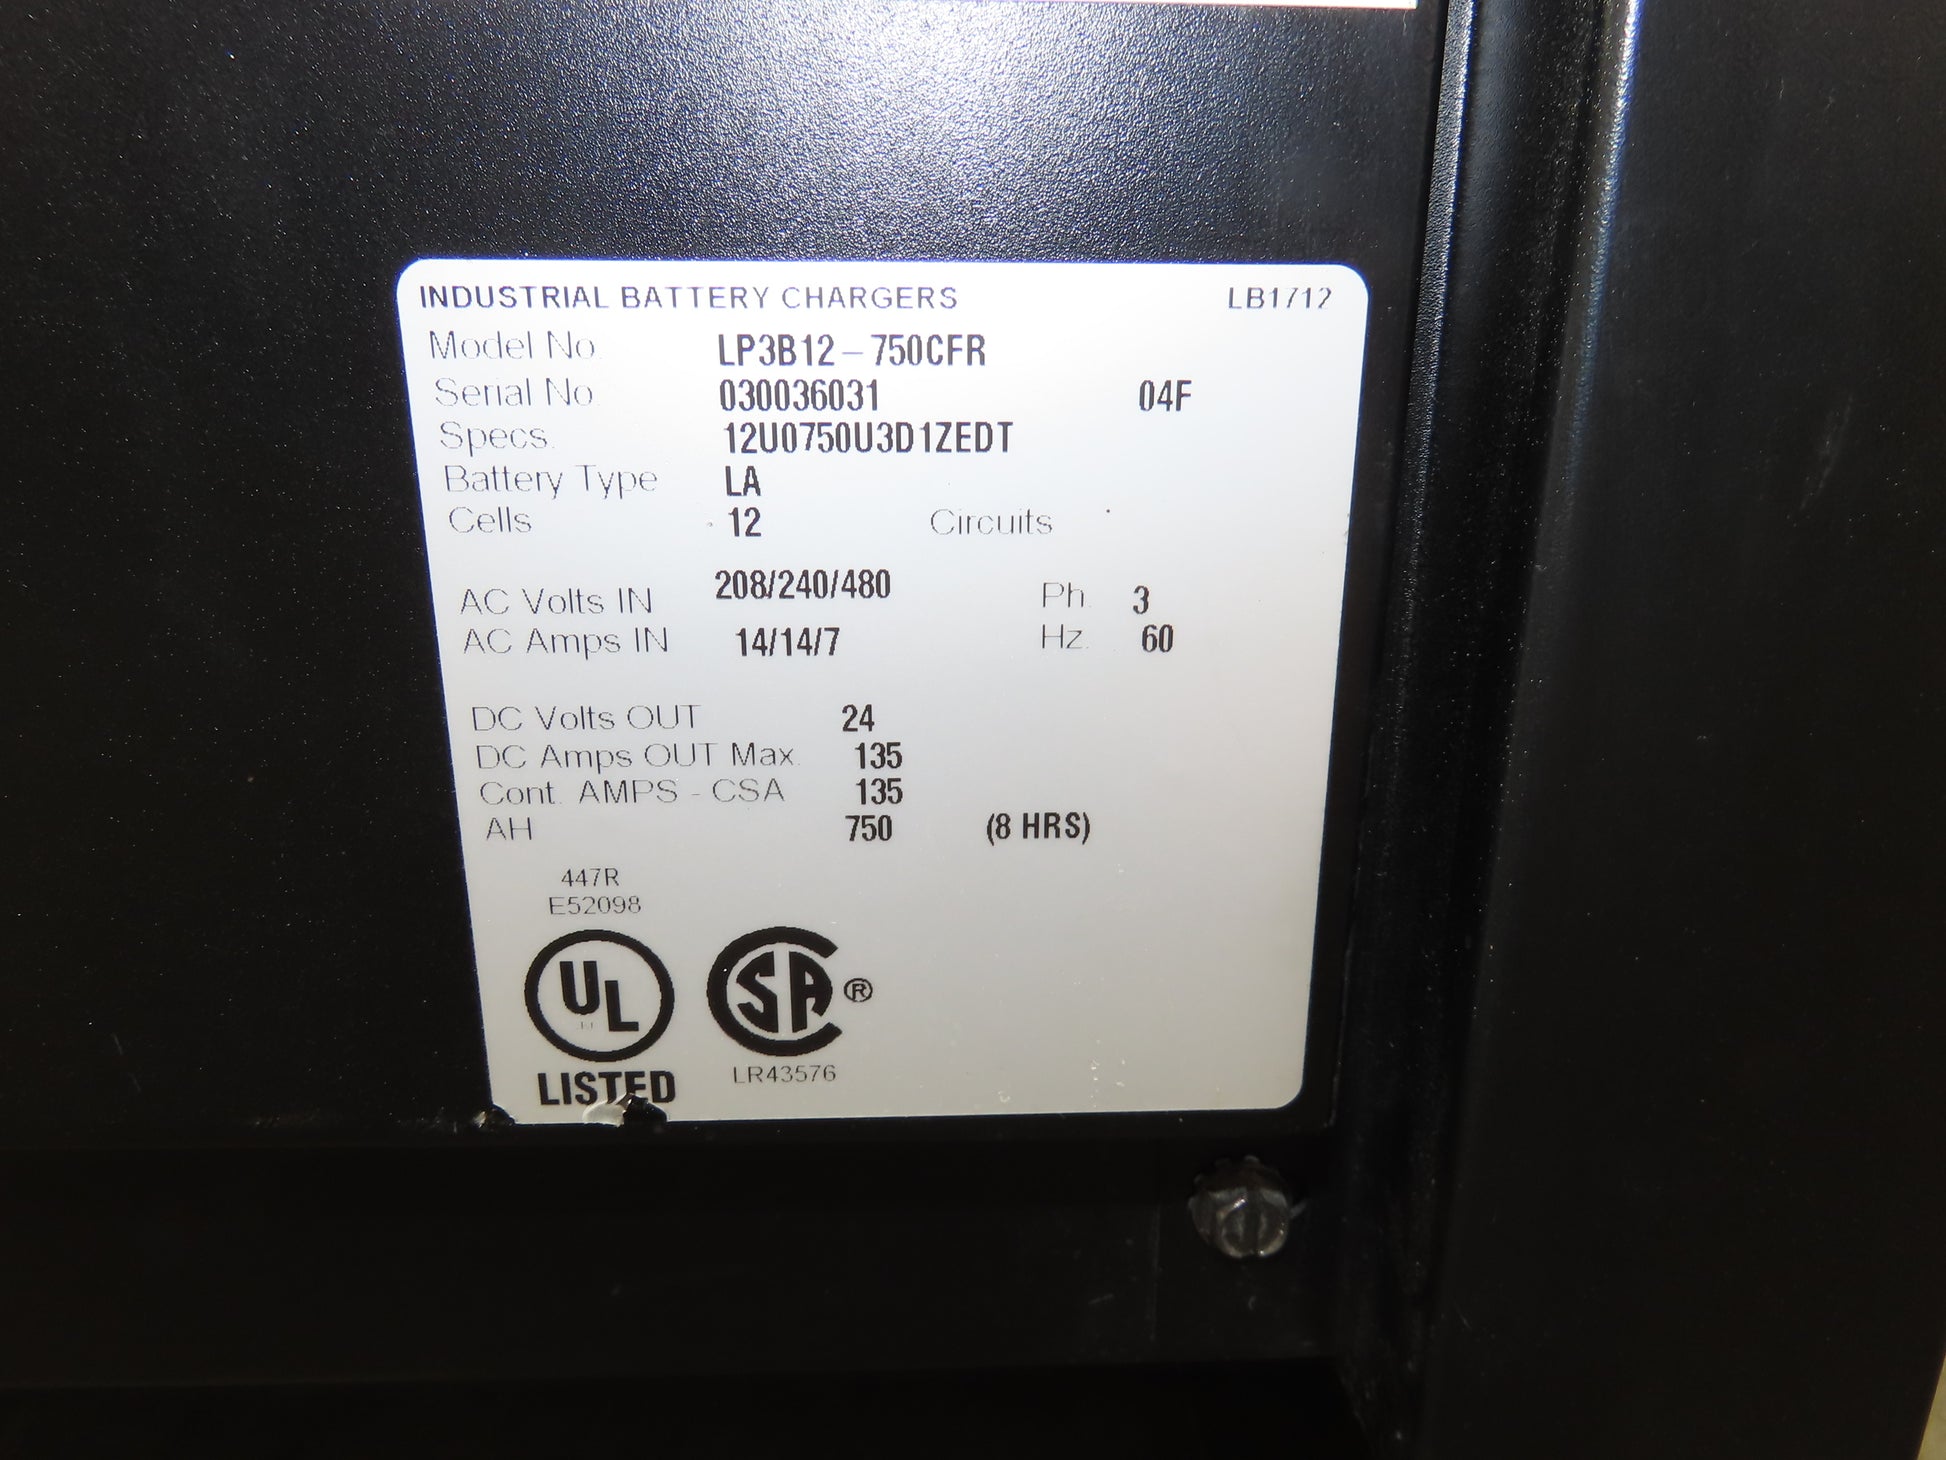 INDUSTRIAL BATTERY CHARGERS LB1712
Model No. LP3B12-750CFR
Serial No. 030036031 04F
Specs. 12U0750U3D1ZEDT
Battery Type LA
Cells 12 Circuits
AC Volts IN 208/240/480 Ph. 3
AC Amps IN 14/14/7 Hz. 60
DC Volts OUT 24
DC Amps OUT Max. 135
Cont. AMPS - CSA 135
AH 750 (8 HRS)
447R
E52098
UL SA ®
LISTED LR43576